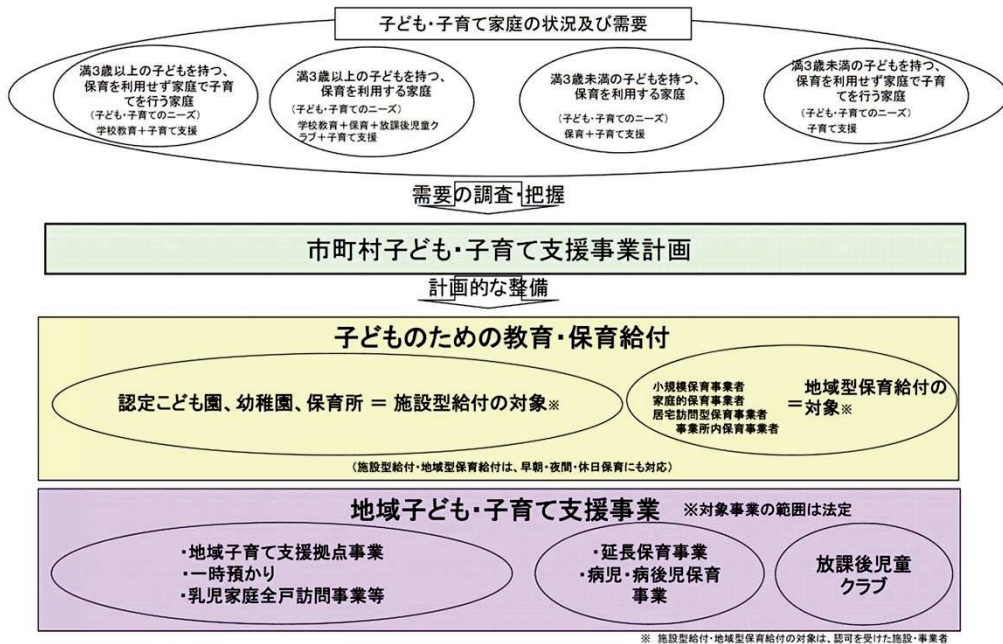 子ども・子育て家庭の状況及び需要
満3歳以上の子どもを持つ、
保育を利用せず家庭で子育
てを行う家庭
(子ども・子育てのニーズ)
学校教育+子育て支援
満3歳以上の子どもを持つ、
保育を利用する家庭
(子ども・子育てのニーズ)
学校教育+保育+放課後児童ク
ラブ+子育て支援
満3歳未満の子どもを持つ、
保育を利用する家庭
(子ども・子育てのニーズ)
保育+子育て支援
満3歳未満の子どもを持つ、
保育を利用せず家庭で子育
てを行う家庭
(子ども・子育てのニーズ)
子育て支援
需要の調査・把握
市町村子ども・子育て支援事業計画
計画的な整備
子どものための教育・保育給付
認定こども園、幼稚園、保育所 = 施設型給付の対象※
小規模保育事業者
家庭的保育事業者
居宅訪問型保育事業者
事業所内保育事業者
=地域型保育給付の
対象※
(施設型給付・地域型保育給付は、早朝・夜間・休日保育にも対応)
地域子ども・子育て支援事業 ※対象事業の範囲は法定
・地域子育て支援拠点事業
・一時預かり
・乳児家庭全戸訪問事業等
・延長保育事業
・病児・病後児保育
事業
放課後児童
クラブ
※ 施設型給付・地域型保育給付の対象は、認可を受けた施設・事業者